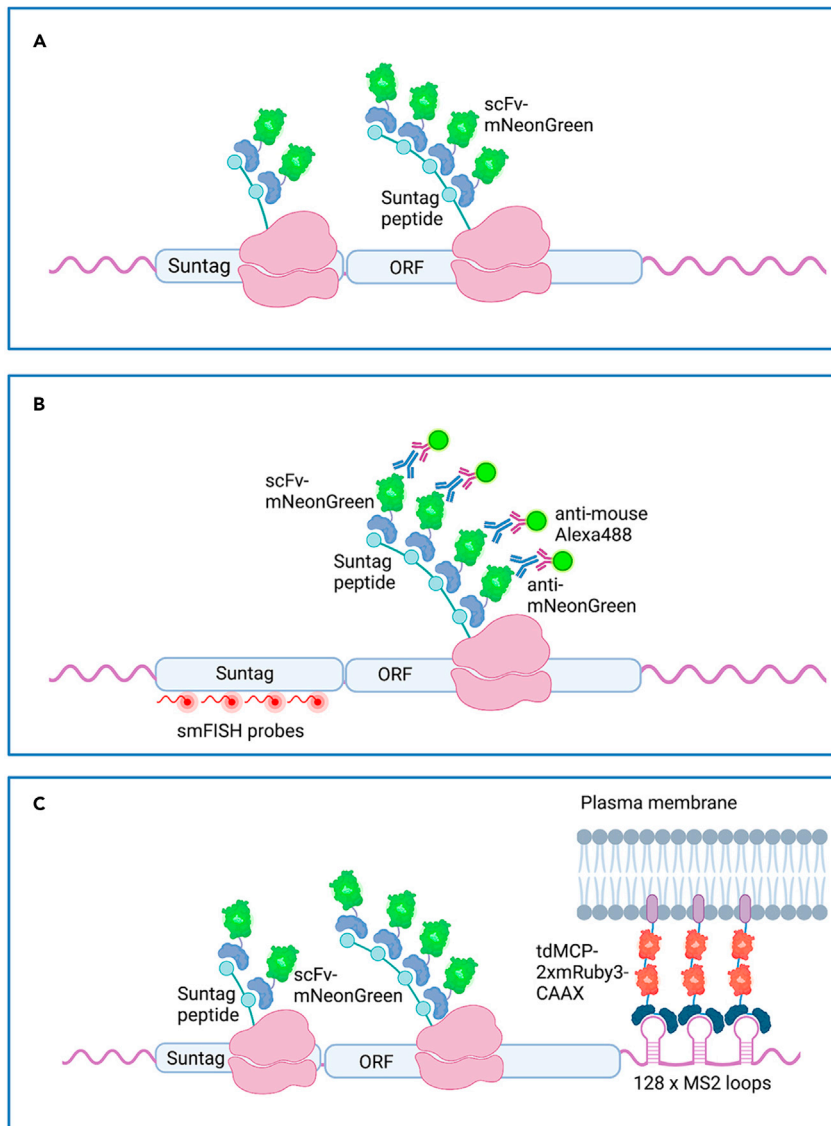 A
scFv-
mNeonGreen
Suntag
peptide
Suntag
ORF
B
scFv-
mNeonGreen
Suntag
peptide
anti-mouse
Alexa488
anti-
mNeonGreen
Suntag
ORF
smFISH probes
C
Plasma membrane
tdMCP-
2xmRuby3-
CAAX
Suntag
peptide
scFv-
mNeonGreen
Suntag
ORF
128 x MS2 loops